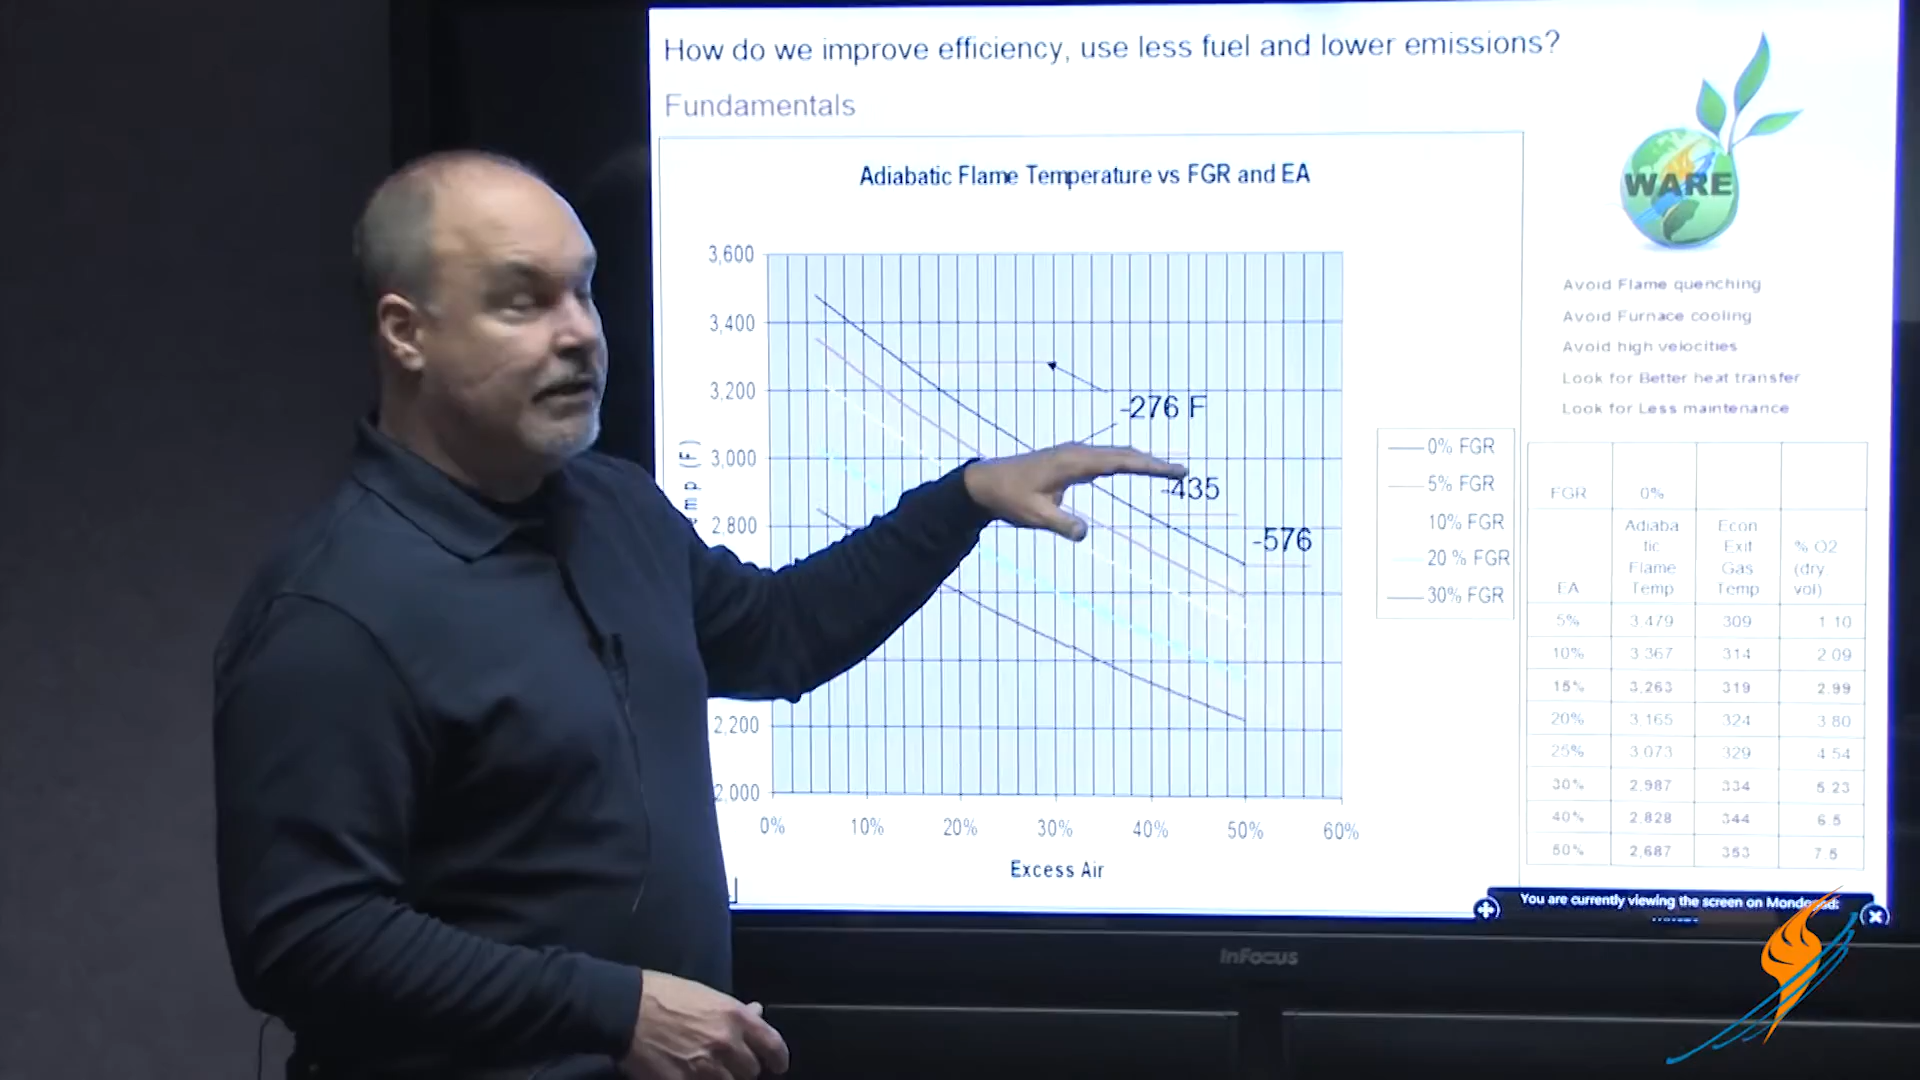 How do we improve efficiency, use less fuel and lower emissions?
Fundamentals
WARE
Adiabatic Flame Temperature vs FGR and EA
3,600
3,400
3,200
3,000
2,800
2,200
2,000
emp (F)
-276 F
-435
-576
0% 10% 20% 30% 40% 50% 60%
Excess Air
0% FGR
5% FGR
10% FGR
20 % FGR
30% FGR
Avoid Flame quenching
Avoid Furnace cooling
Avoid high velocities
Look for Better heat transfer
Look for Less maintenance
FGR 0%
Adiaba Econ
tic Exit % O2
Flame Gas (dry
EA Temp Temp vol)
5% 3,479 309 1.10
10% 3,367 314 2.09
15% 3,263 319 2.99
20% 3,165 324 3.80
25% 3,073 329 4.54
30% 2,987 334 5.23
40% 2,828 344 6.5
50% 2,687 353 7.5
You are currently viewing the screen on
InFocus